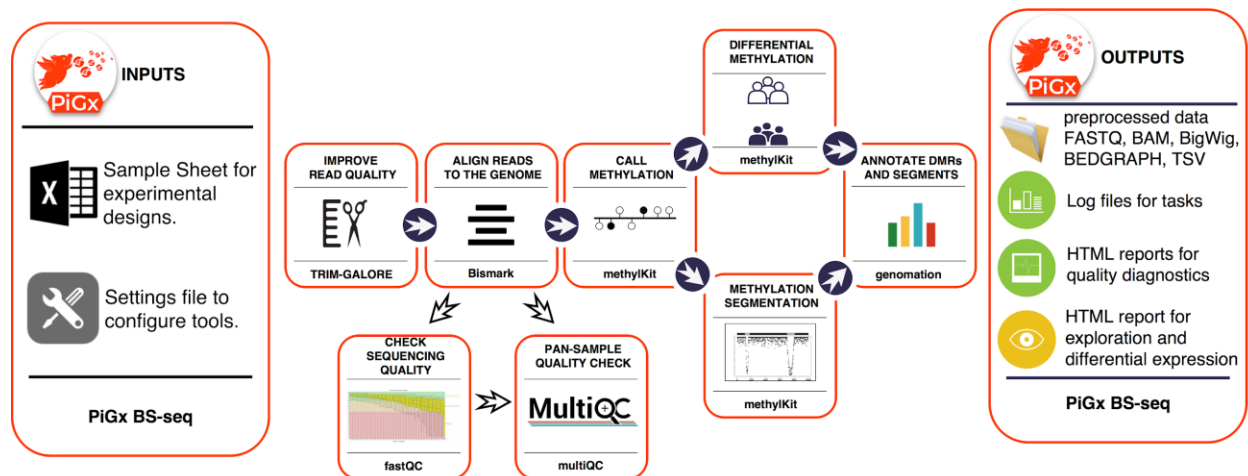 PiGx
INPUTS
X
Sample Sheet for
experimental
designs.
Settings file to
configure tools.
PiGx BS-seq
IMPROVE
READ QUALITY
TRIM-GALORE
ALIGN READS
TO THE GENOME
Bismark
CALL
METHYLATION
methylKit
DIFFERENTIAL
METHYLATION
methylKit
METHYLATION
SEGMENTATION
methylKit
ANNOTATE DMRs
AND SEGMENTS
genomation
CHECK
SEQUENCING
QUALITY
fastQC
PAN-SAMPLE
QUALITY CHECK
MultiQC
multiQC
PiGx
OUTPUTS
preprocessed data
FASTQ, BAM, BigWig,
BEDGRAPH, TSV
Log files for tasks
HTML reports for
quality diagnostics
HTML report for
exploration and
differential expression
PiGx BS-seq